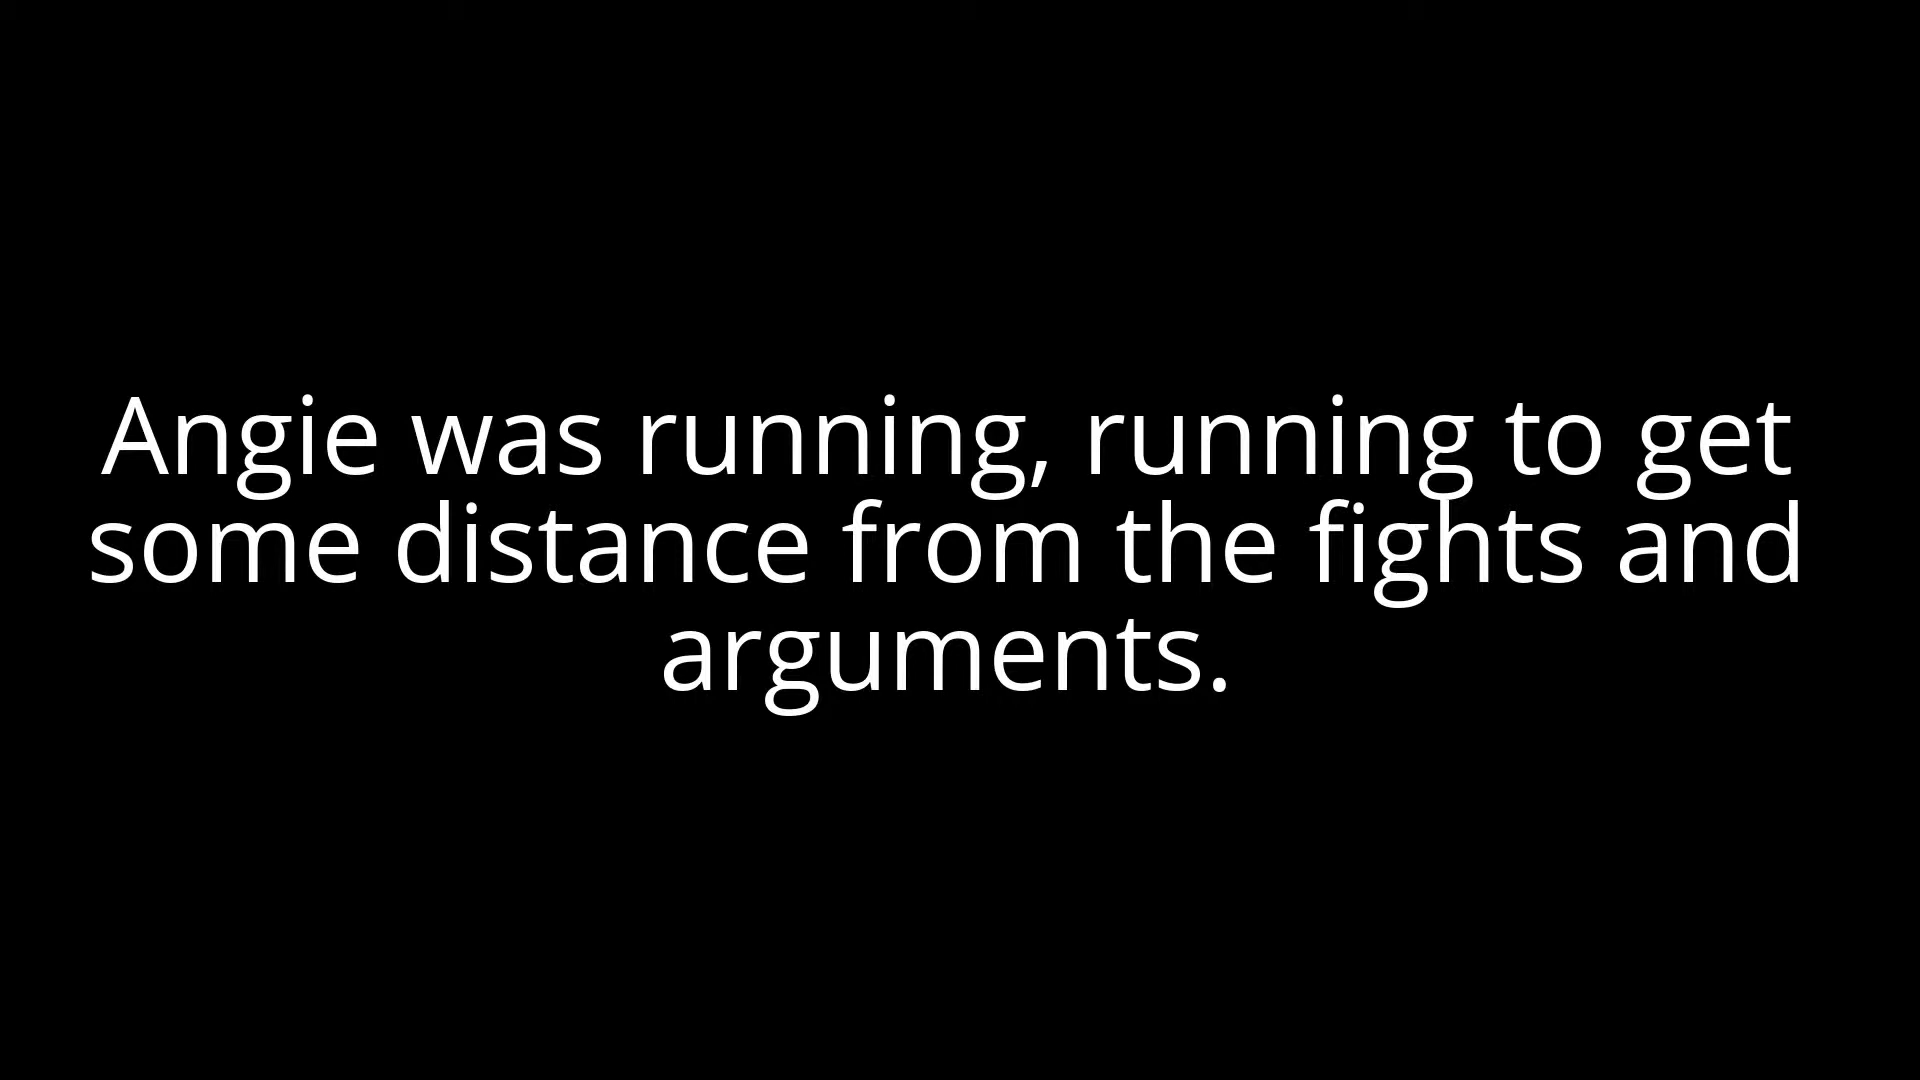 Angie was running, running to get
some distance from the fights and
arguments.